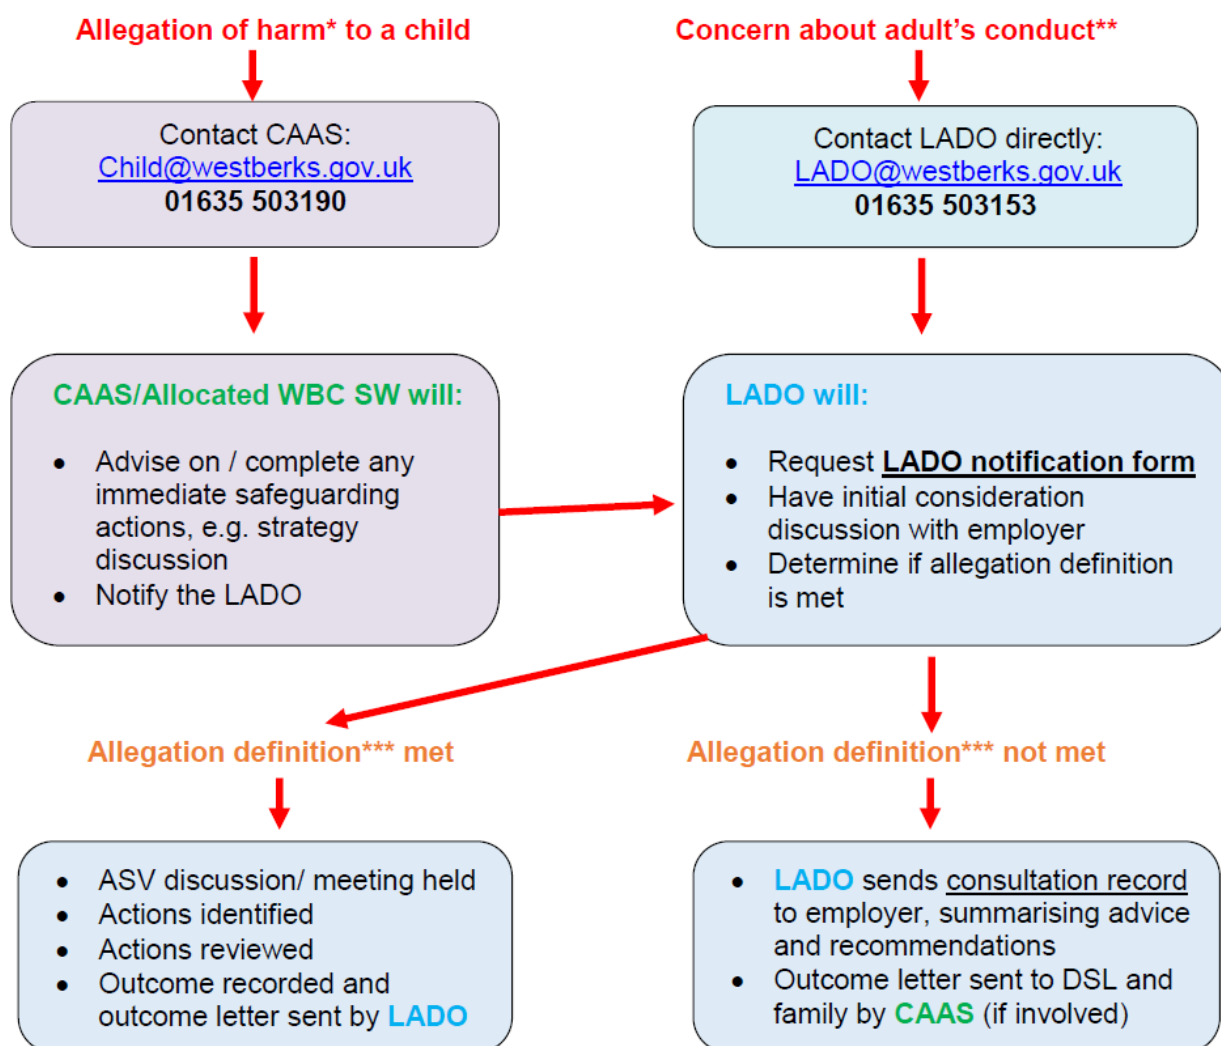 Allegation of harm* to a child
Concern about adult's conduct**
Contact CAAS:
Child@westberks.gov.uk
01635 503190
Contact LADO directly:
LADO@westberks.gov.uk
01635 503153
CAAS/Allocated WBC SW will:
• Advise on / complete any
immediate safeguarding
actions, e.g. strategy
discussion
• Notify the LADO
LADO will:
• Request LADO notification form
• Have initial consideration
discussion with employer
• Determine if allegation definition
is met
Allegation definition*** met
Allegation definition*** not met
• ASV discussion/ meeting held
• Actions identified
• Actions reviewed
• Outcome recorded and
outcome letter sent by LADO
• LADO sends consultation record
to employer, summarising advice
and recommendations
• Outcome letter sent to DSL and
family by CAAS (if involved)